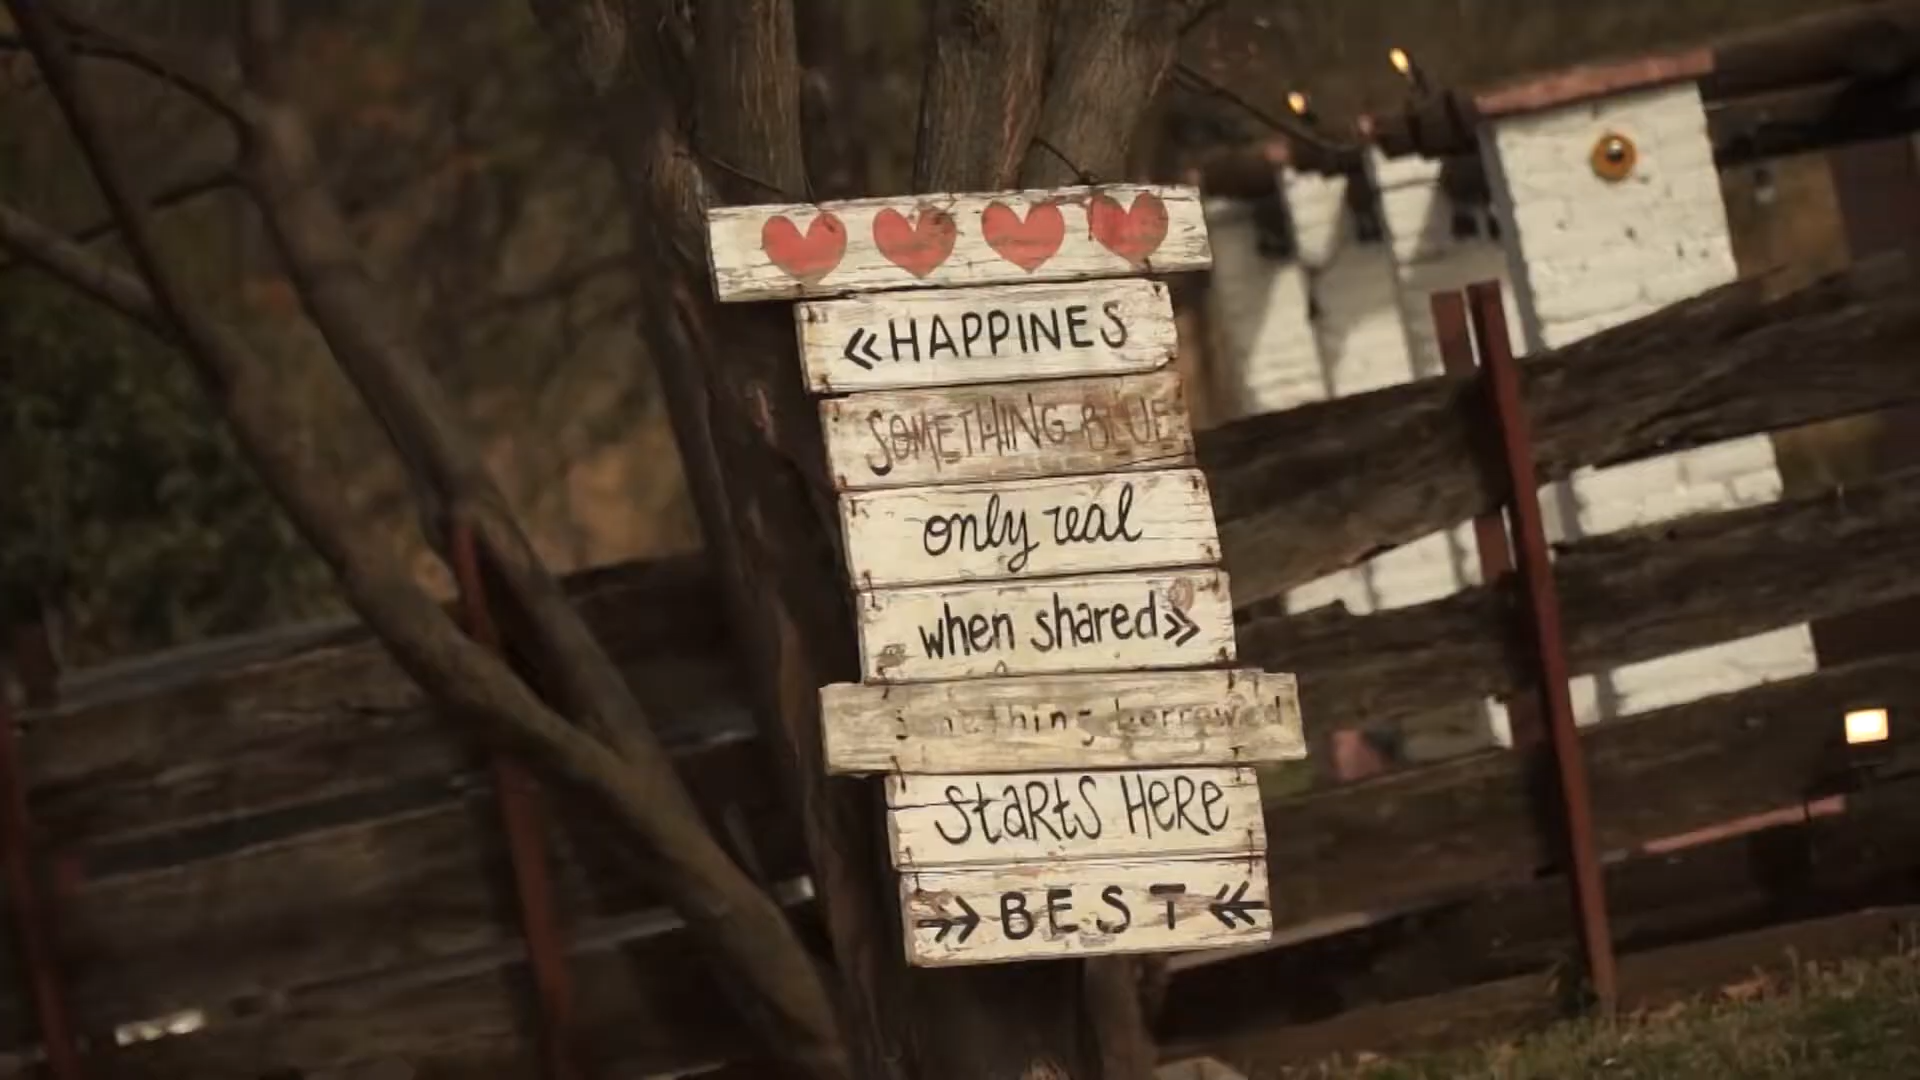 «HAPPINES
SOMETHING BLUE
only real
when shared»
something borrowed
StaRtS HeRe
»BEST«